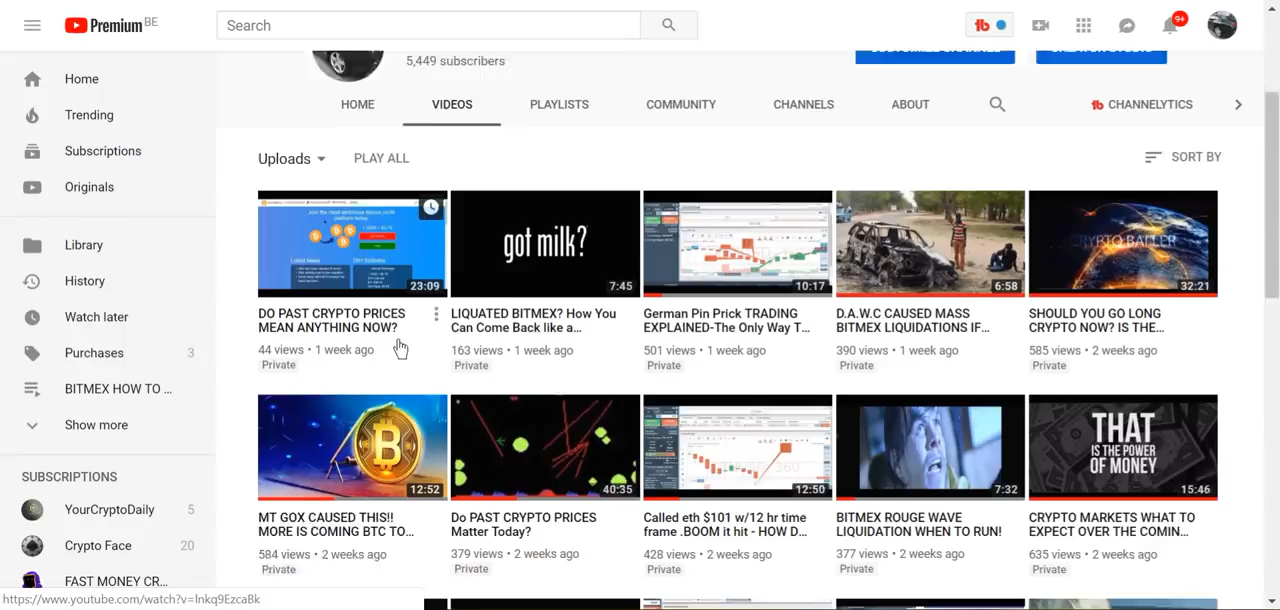 Premium BE
Search
9+
5,449 subscribers
HOME
VIDEOS
PLAYLISTS
COMMUNITY
CHANNELS
ABOUT
CHANNELYTICS
Home
Trending
Subscriptions
Originals
Library
History
Watch later
Purchases 3
BITMEX HOW TO ...
Show more
SUBSCRIPTIONS
YourCryptoDaily 5
Crypto Face 20
FAST MONEY CR...
Uploads
PLAY ALL
SORT BY
23:09
DO PAST CRYPTO PRICES
MEAN ANYTHING NOW?
44 views • 1 week ago
Private
got milk?
7:45
LIQUATED BITMEX? How You
Can Come Back like a...
163 views • 1 week ago
Private
10:17
German Pin Prick TRADING
EXPLAINED-The Only Way T...
501 views • 1 week ago
Private
6:58
D.A.W.C CAUSED MASS
BITMEX LIQUIDATIONS IF...
390 views • 1 week ago
Private
CRYPTO BALLER
32:21
SHOULD YOU GO LONG
CRYPTO NOW? IS THE...
585 views • 2 weeks ago
Private
12:52
MT GOX CAUSED THIS!!
MORE IS COMING BTC TO...
584 views • 2 weeks ago
Private
40:35
Do PAST CRYPTO PRICES
Matter Today?
379 views • 2 weeks ago
Private
12:50
Called eth $101 w/12 hr time
frame .BOOM it hit - HOW D...
428 views • 2 weeks ago
Private
7:32
BITMEX ROUGE WAVE
LIQUIDATION WHEN TO RUN!
377 views • 2 weeks ago
Private
THAT
IS THE POWER
OF MONEY
15:46
CRYPTO MARKETS WHAT TO
EXPECT OVER THE COMIN...
635 views • 2 weeks ago
Private
https://www.youtube.com/watch?v=lnkq9EzcaBk